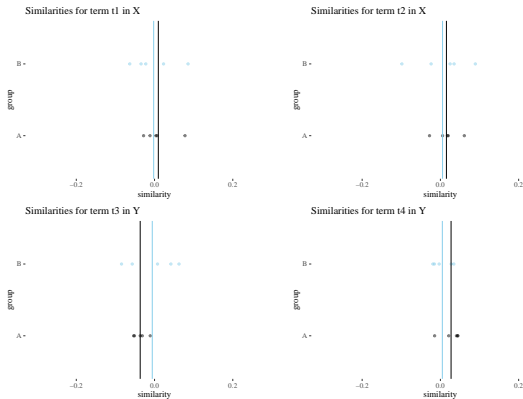 Similarities for term t1 in X
Similarities for term t2 in X
group
B
A
−0.2
0.0
0.2
similarity
group
B
A
−0.2
0.0
0.2
similarity
Similarities for term t3 in Y
Similarities for term t4 in Y
group
B
A
−0.2
0.0
0.2
similarity
group
B
A
−0.2
0.0
0.2
similarity